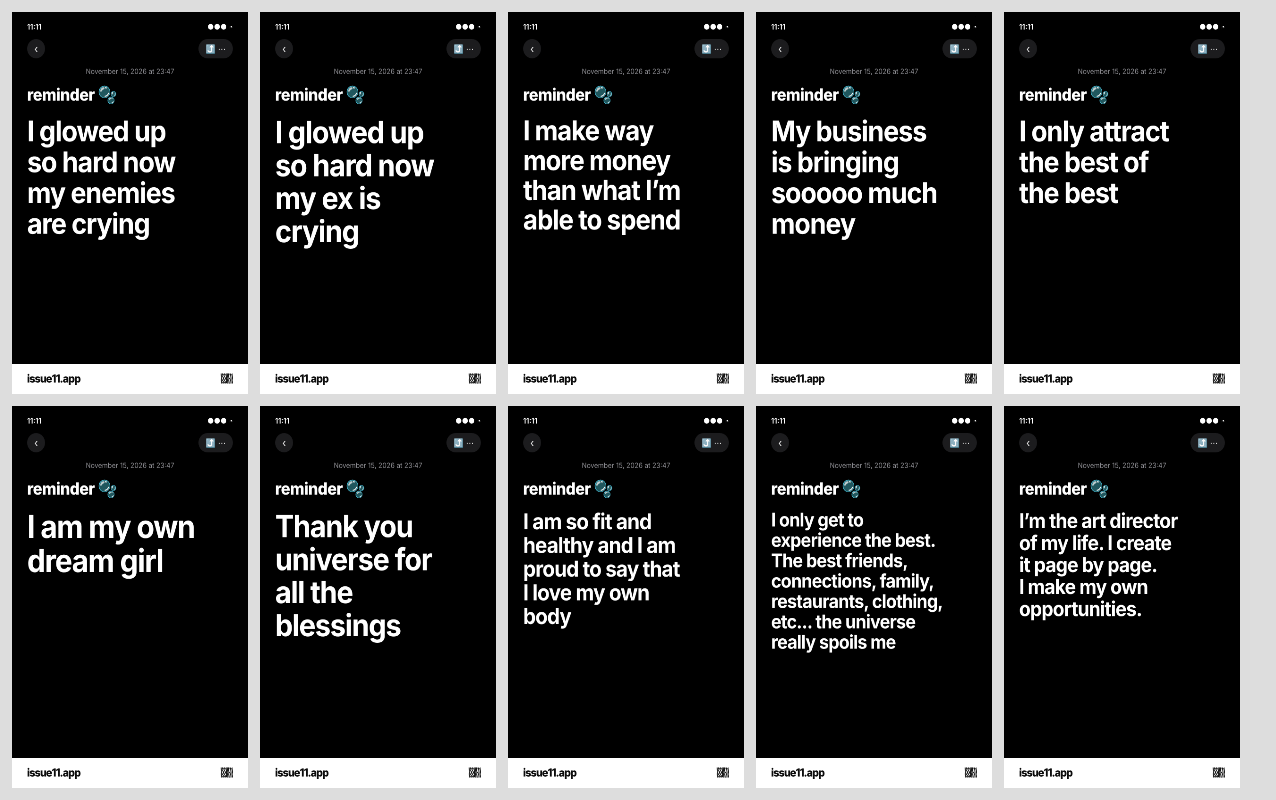 11:11
November 15, 2026 at 23:47
reminder
I glowed up
so hard now
my enemies
are crying
issue11.app
11:11
November 15, 2026 at 23:47
reminder
I glowed up
so hard now
my ex is
crying
issue11.app
11:11
November 15, 2026 at 23:47
reminder
I make way
more money
than what I’m
able to spend
issue11.app
11:11
November 15, 2026 at 23:47
reminder
My business
is bringing
sooooo much
money
issue11.app
11:11
November 15, 2026 at 23:47
reminder
I only attract
the best of
the best
issue11.app
11:11
November 15, 2026 at 23:47
reminder
I am my own
dream girl
issue11.app
11:11
November 15, 2026 at 23:47
reminder
Thank you
universe for
all the
blessings
issue11.app
11:11
November 15, 2026 at 23:47
reminder
I am so fit and
healthy and I am
proud to say that
I love my own
body
issue11.app
11:11
November 15, 2026 at 23:47
reminder
I only get to
experience the best.
The best friends,
connections, family,
restaurants, clothing,
etc... the universe
really spoils me
issue11.app
11:11
November 15, 2026 at 23:47
reminder
I’m the art director
of my life. I create
it page by page.
I make my own
opportunities.
issue11.app